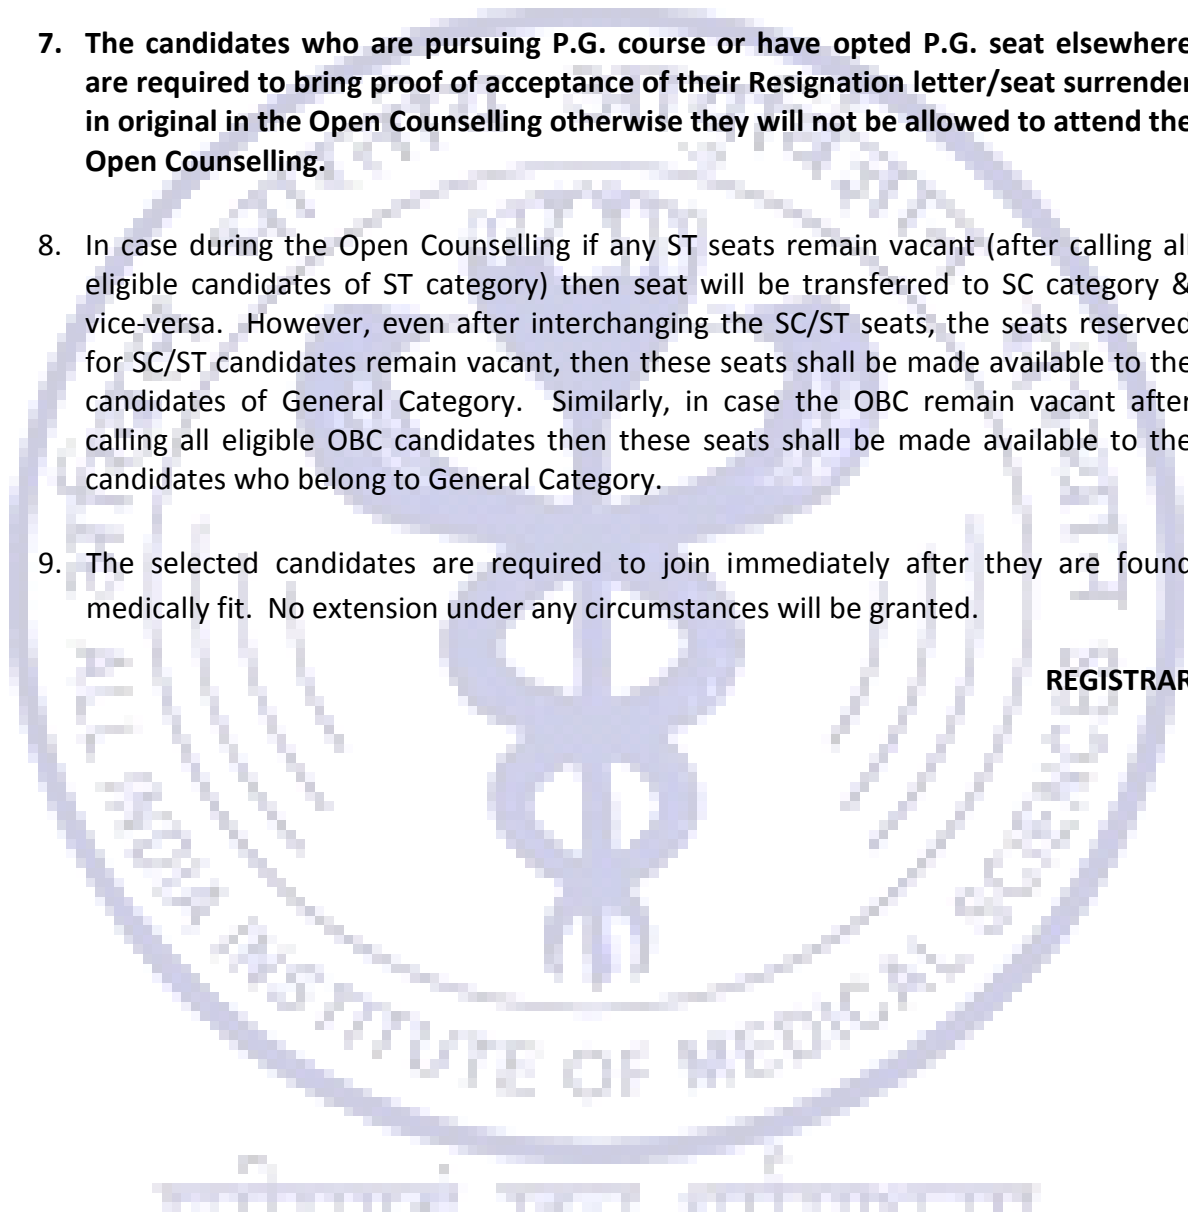 7. The candidates who are pursuing P.G. course or have opted P.G. seat elsewhere
are required to bring proof of acceptance of their Resignation letter/seat surrender
in original in the Open Counselling otherwise they will not be allowed to attend the
Open Counselling.
8. In case during the Open Counselling if any ST seats remain vacant (after calling all
eligible candidates of ST category) then seat will be transferred to SC category &
vice-versa. However, even after interchanging the SC/ST seats, the seats reserved
for SC/ST candidates remain vacant, then these seats shall be made available to the
candidates of General Category. Similarly, in case the OBC remain vacant after
calling all eligible OBC candidates then these seats shall be made available to the
candidates who belong to General Category.
9. The selected candidates are required to join immediately after they are found
medically fit. No extension under any circumstances will be granted.
REGISTRAR
ALL INDIA INSTITUTE OF MEDICAL SCIENCES